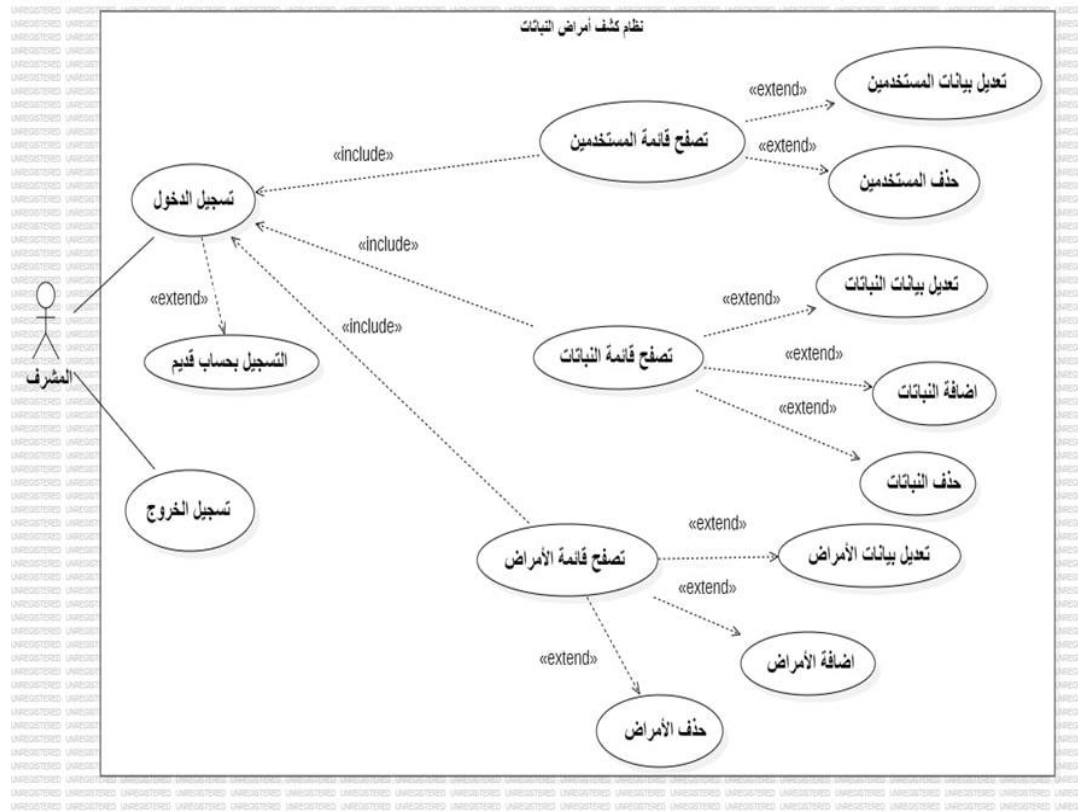 نظام كشف أمراض النباتات
تعديل بيانات المستخدمين
«extend»
تصفح قائمة المستخدمين
«extend»
حذف المستخدمين
«include»
تسجيل الدخول
«include»
«extend»
التسجيل بحساب قديم
«include»
المشرف
تسجيل الخروج
تعديل بيانات النباتات
«extend»
تصفح قائمة النباتات
«extend»
اضافة النباتات
«extend»
حذف النباتات
«extend»
تصفح قائمة الأمراض
تعديل بيانات الأمراض
«extend»
اضافة الأمراض
«extend»
حذف الأمراض
UNREGISTERED